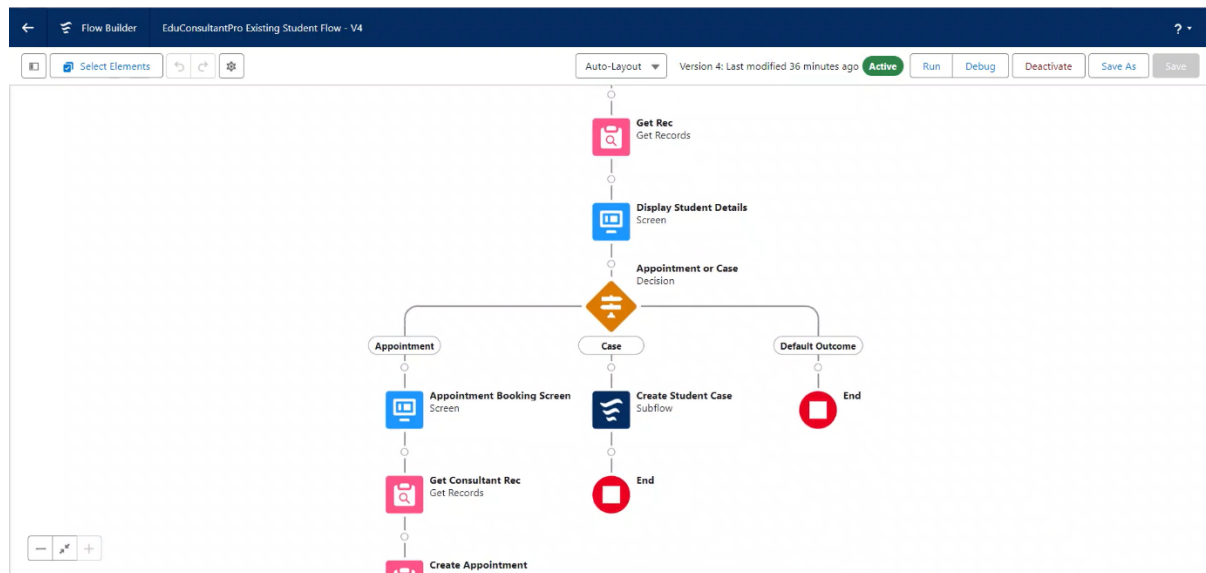 Flow Builder
EduConsultantPro Existing Student Flow - V4
?
Select Elements
Auto-Layout
Version 4: Last modified 36 minutes ago
Active
Run
Debug
Deactivate
Save As
Save
Get Rec
Get Records
Display Student Details
Screen
Appointment or Case
Decision
Appointment
Case
Default Outcome
Appointment Booking Screen
Screen
Create Student Case
Subflow
End
Get Consultant Rec
Get Records
End
Create Appointment